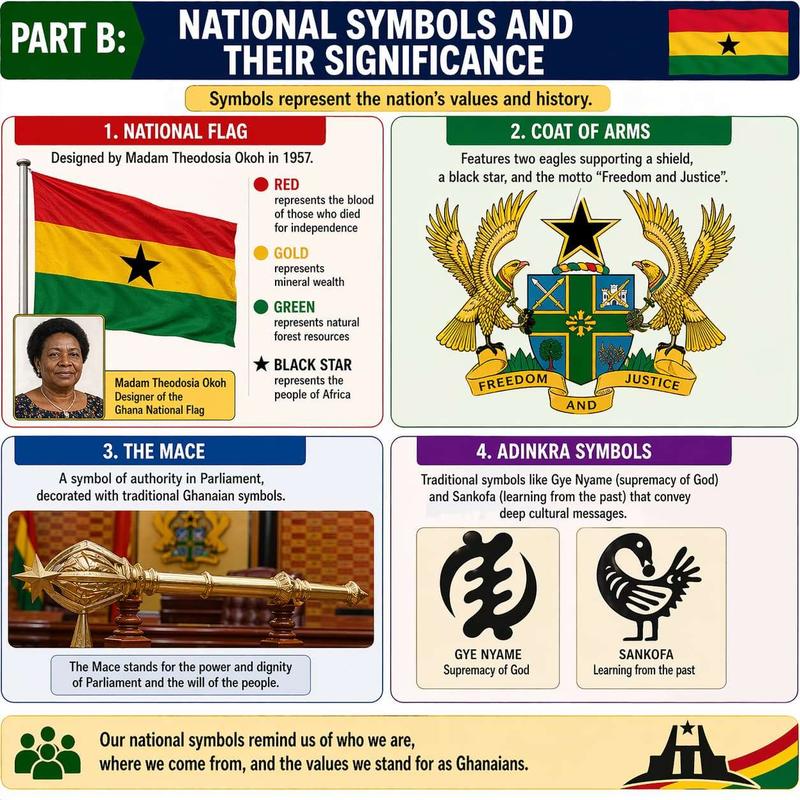 PART B:
NATIONAL SYMBOLS AND
THEIR SIGNIFICANCE
Symbols represent the nation's values and history.
1. NATIONAL FLAG
Designed by Madam Theodosia Okoh in 1957.
RED
represents the blood
of those who died
for independence
GOLD
represents
mineral wealth
GREEN
represents natural
forest resources
BLACK STAR
represents the
people of Africa
Madam Theodosia Okoh
Designer of the
Ghana National Flag
2. COAT OF ARMS
Features two eagles supporting a shield,
a black star, and the motto “Freedom and Justice”.
FREEDOM
AND
JUSTICE
3. THE MACE
A symbol of authority in Parliament,
decorated with traditional Ghanaian symbols.
The Mace stands for the power and dignity
of Parliament and the will of the people.
4. ADINKRA SYMBOLS
Traditional symbols like Gye Nyame (supremacy of God)
and Sankofa (learning from the past) that convey
deep cultural messages.
GYE NYAME
Supremacy of God
SANKOFA
Learning from the past
Our national symbols remind us of who we are,
where we come from, and the values we stand for as Ghanaians.